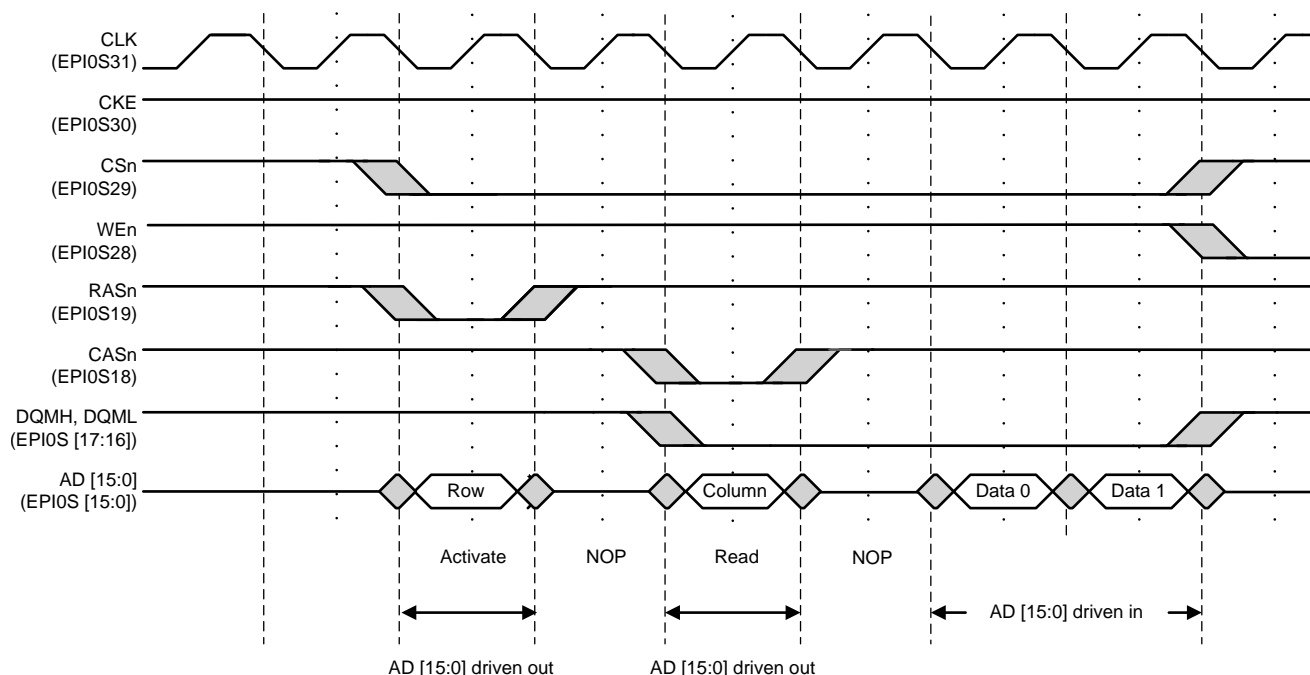 CLK
(EPI0S31)
CKE
(EPI0S30)
CSn
(EPI0S29)
WEn
(EPI0S28)
RASn
(EPI0S19)
CASn
(EPI0S18)
DQMH, DQML
(EPI0S [17:16])
AD [15:0]
(EPI0S [15:0])
Row
Column
Data 0
Data 1
Activate
NOP
Read
NOP
AD [15:0] driven in
AD [15:0] driven out
AD [15:0] driven out